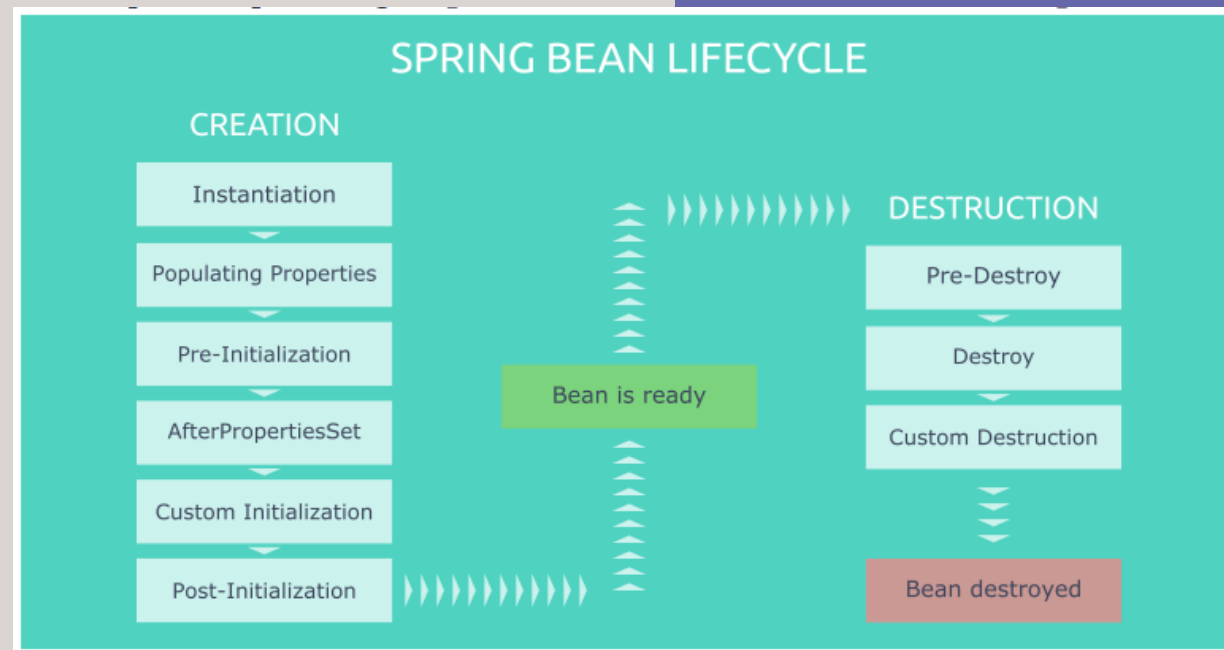 SPRING BEAN LIFECYCLE
CREATION
Instantiation
Populating Properties
Pre-Initialization
AfterPropertiesSet
Custom Initialization
Post-Initialization
Bean is ready
DESTRUCTION
Pre-Destroy
Destroy
Custom Destruction
Bean destroyed